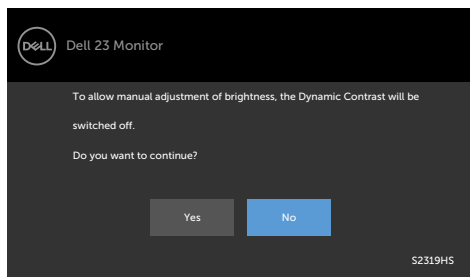 DELL
Dell 23 Monitor
To allow manual adjustment of brightness, the Dynamic Contrast will be
switched off.
Do you want to continue?
Yes
No
S2319HS